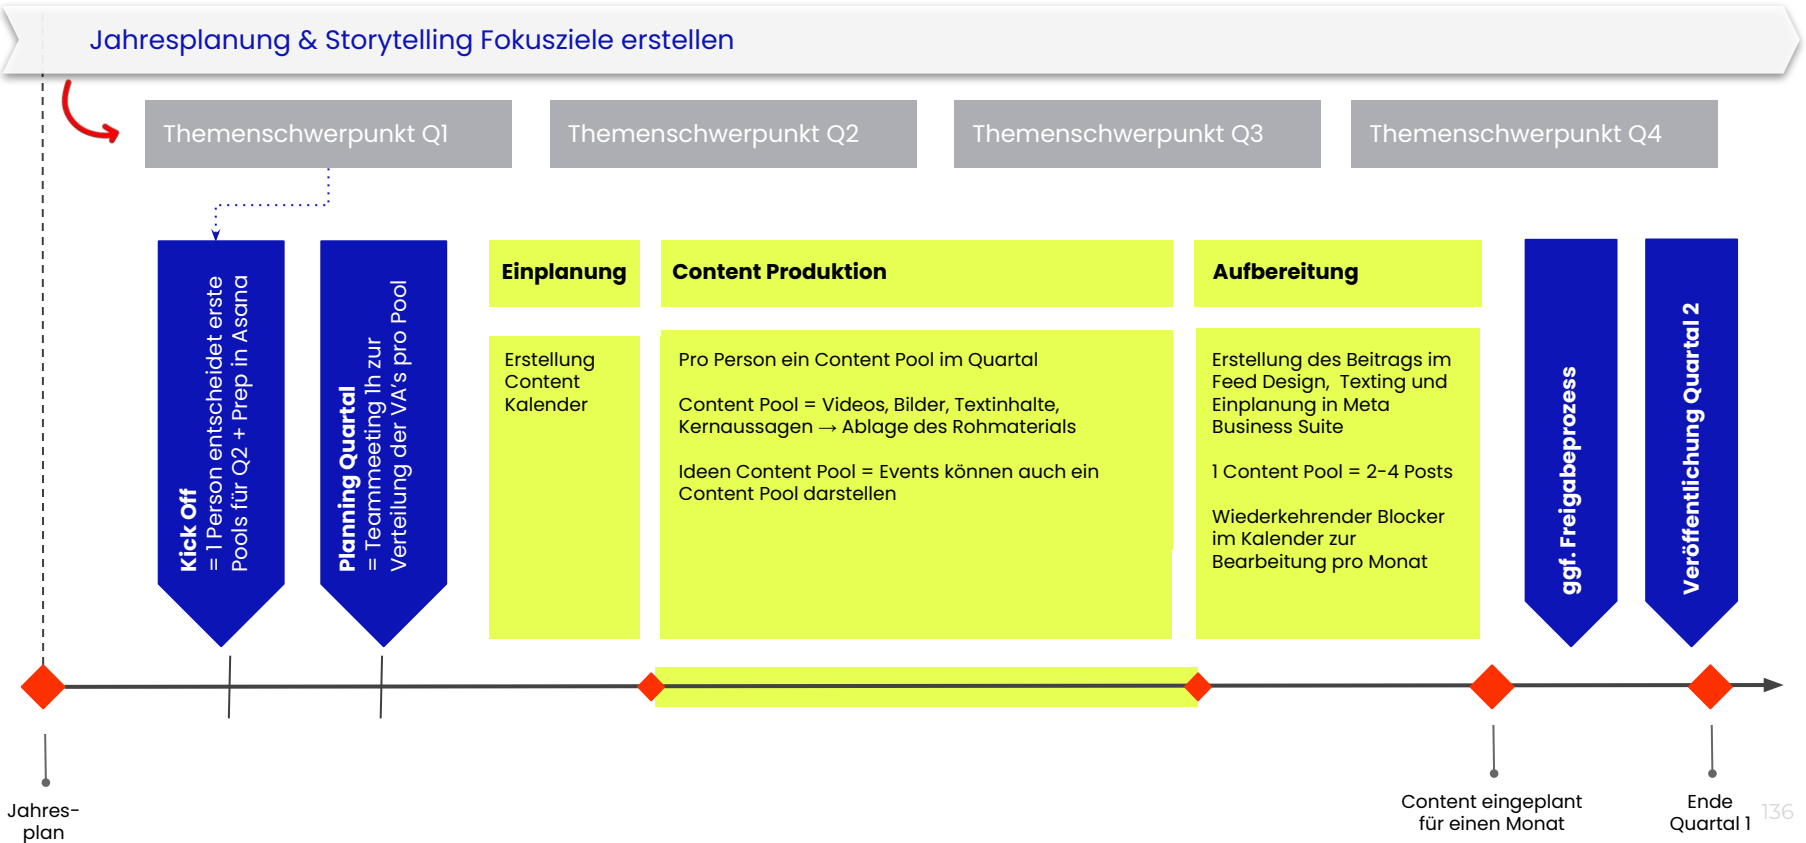 Jahresplanung & Storytelling Fokusziele erstellen
Themenschwerpunkt Q1
Themenschwerpunkt Q2
Themenschwerpunkt Q3
Themenschwerpunkt Q4
Kick Off
= 1 Person entscheidet erste
Pools für Q2 + Prep in Asana
Planning Quartal
= Teammeeting 1h zur
Verteilung der VA's pro Pool
Einplanung
Erstellung
Content
Kalender
Content Produktion
Pro Person ein Content Pool im Quartal
Content Pool = Videos, Bilder, Textinhalte,
Kernaussagen → Ablage des Rohmaterials
Ideen Content Pool = Events können auch ein
Content Pool darstellen
Aufbereitung
Erstellung des Beitrags im
Feed Design, Texting und
Einplanung in Meta
Business Suite
1 Content Pool = 2-4 Posts
Wiederkehrender Blocker
im Kalender zur
Bearbeitung pro Monat
ggf. Freigabeprozess
Veröffentlichung Quartal 2
Jahres-
plan
Content eingeplant
für einen Monat
Ende
Quartal 1
136